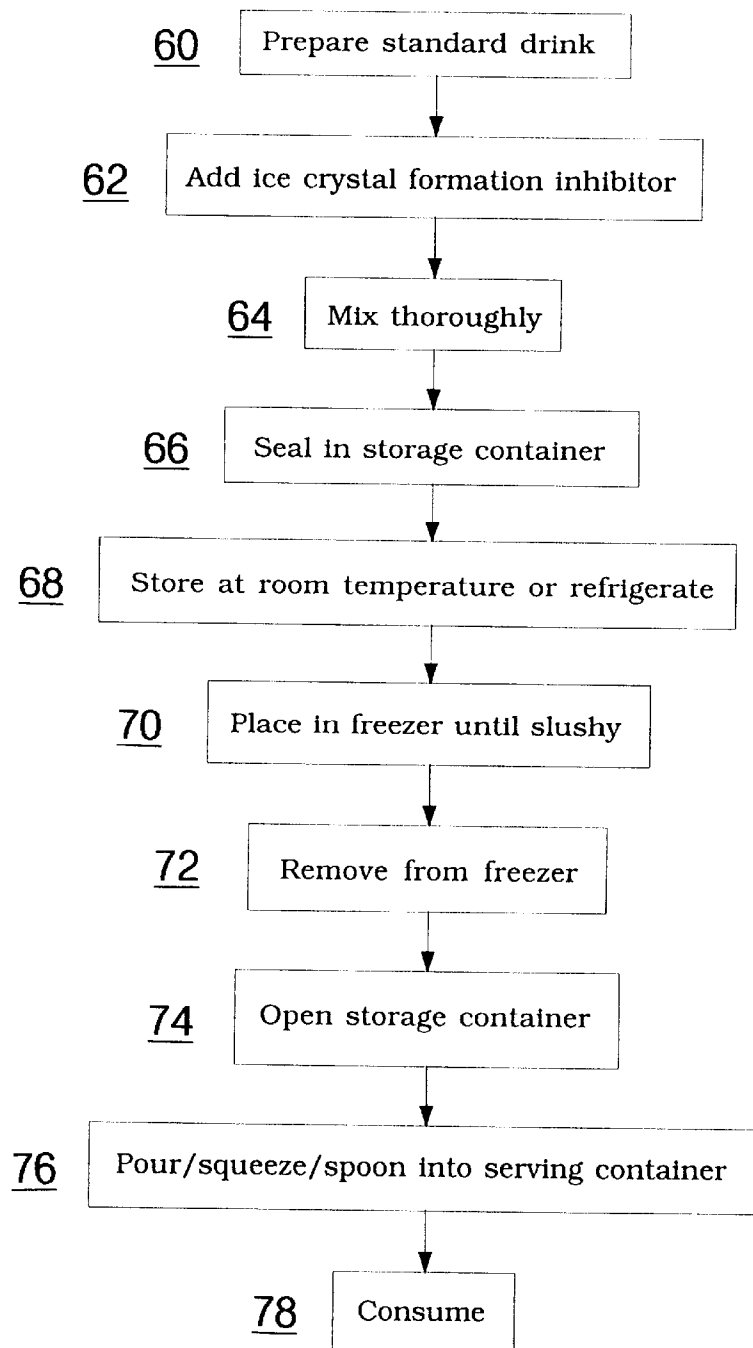 60 Prepare standard drink
62 Add ice crystal formation inhibitor
64 Mix thoroughly
66 Seal in storage container
68 Store at room temperature or refrigerate
70 Place in freezer until slushy
72 Remove from freezer
74 Open storage container
76 Pour/squeeze/spoon into serving container
78 Consume